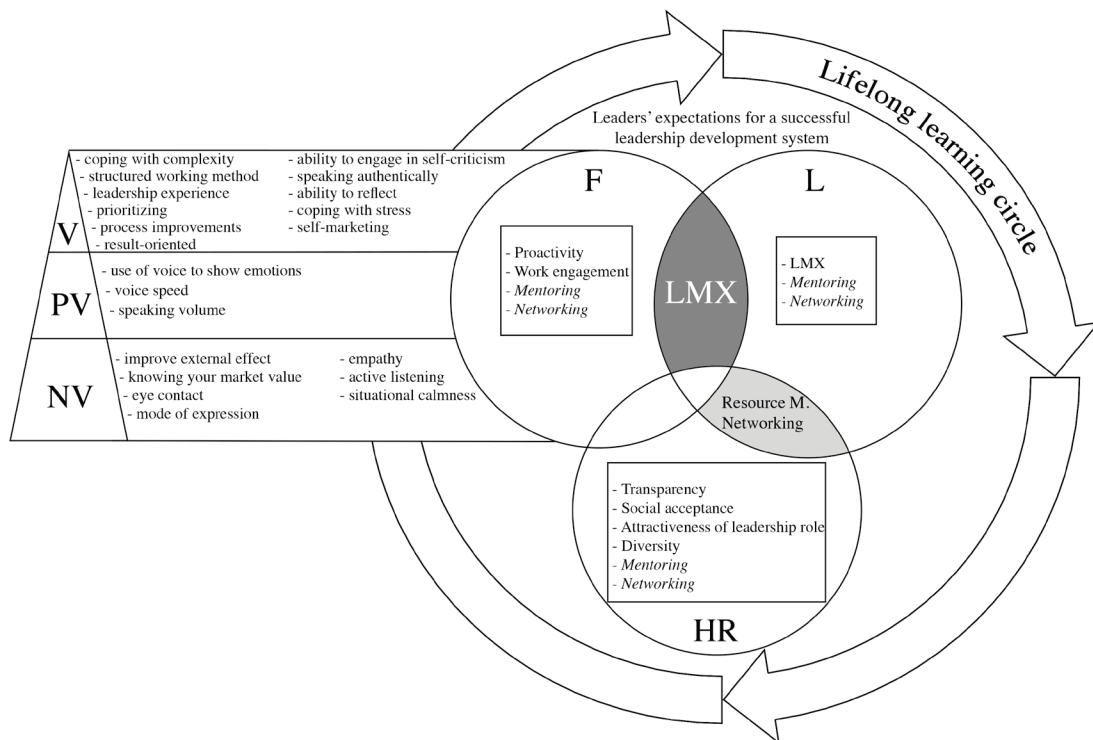 Lifelong learning circle
Leaders' expectations for a successful
leadership development system
V
- coping with complexity
- structured working method
- leadership experience
- prioritizing
- process improvements
- result-oriented
- ability to engage in self-criticism
- speaking authentically
- ability to reflect
- coping with stress
- self-marketing
PV
- use of voice to show emotions
- voice speed
- speaking volume
NV
- improve external effect
- knowing your market value
- eye contact
- mode of expression
- empathy
- active listening
- situational calmness
F
- Proactivity
- Work engagement
- Mentoring
- Networking
LMX
L
- LMX
- Mentoring
- Networking
Resource M.
Networking
- Transparency
- Social acceptance
- Attractiveness of leadership role
- Diversity
- Mentoring
- Networking
HR